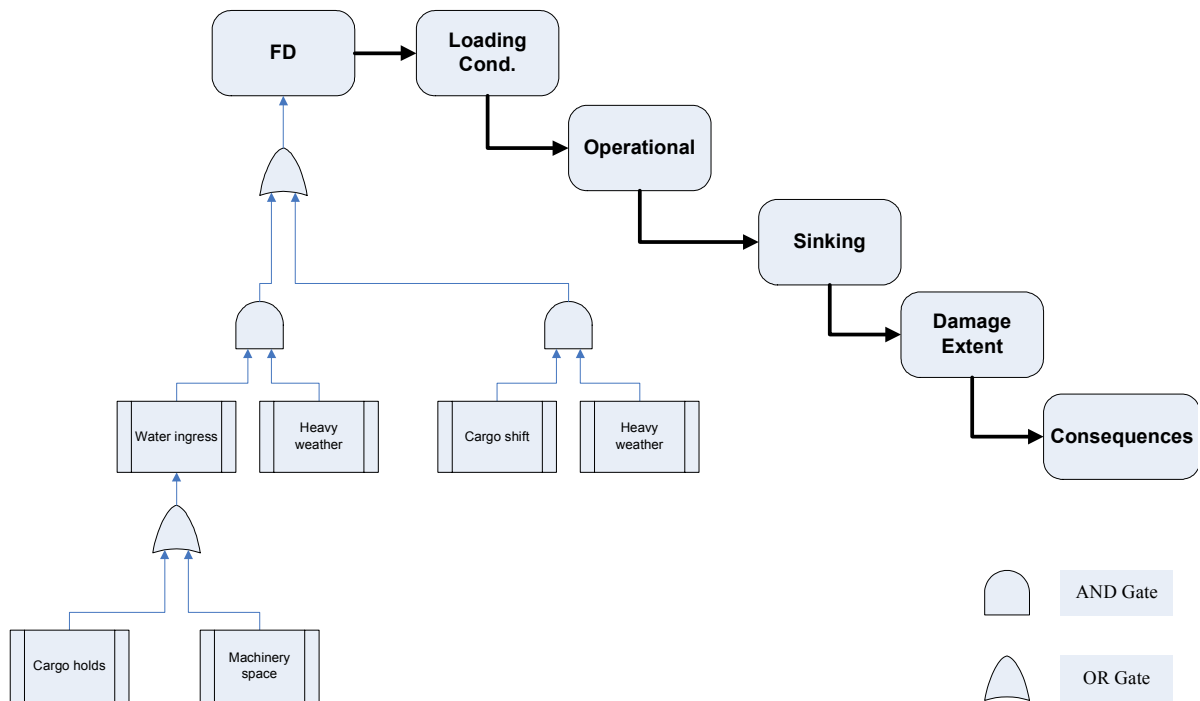 FD
Loading
Cond.
Operational
Sinking
Damage
Extent
Consequences
Water ingress
Heavy
weather
Cargo shift
Heavy
weather
Cargo holds
Machinery
space
AND Gate
OR Gate